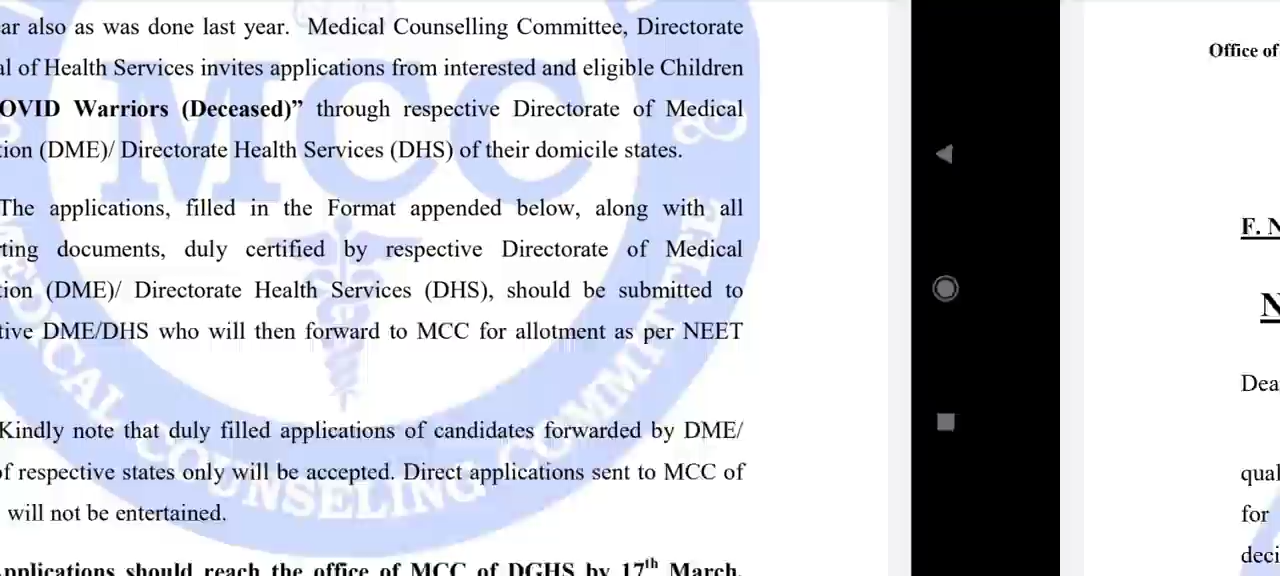 ar also as was done last year. Medical Counselling Committee, Directorate
al of Health Services invites applications from interested and eligible Children
OVID Warriors (Deceased)” through respective Directorate of Medical
tion (DME)/ Directorate Health Services (DHS) of their domicile states.
The applications, filled in the Format appended below, along with all
rting documents, duly certified by respective Directorate of Medical
tion (DME)/ Directorate Health Services (DHS), should be submitted to
tive DME/DHS who will then forward to MCC for allotment as per NEET
Kindly note that duly filled applications of candidates forwarded by DME/
of respective states only will be accepted. Direct applications sent to MCC of
will not be entertained.
Applications should reach the office of MCC of DGHS by 17th March,
MCC
MEDICAL COUNSELING COMMITTEE
Office of
F. N
N
Dea
qual
for
deci